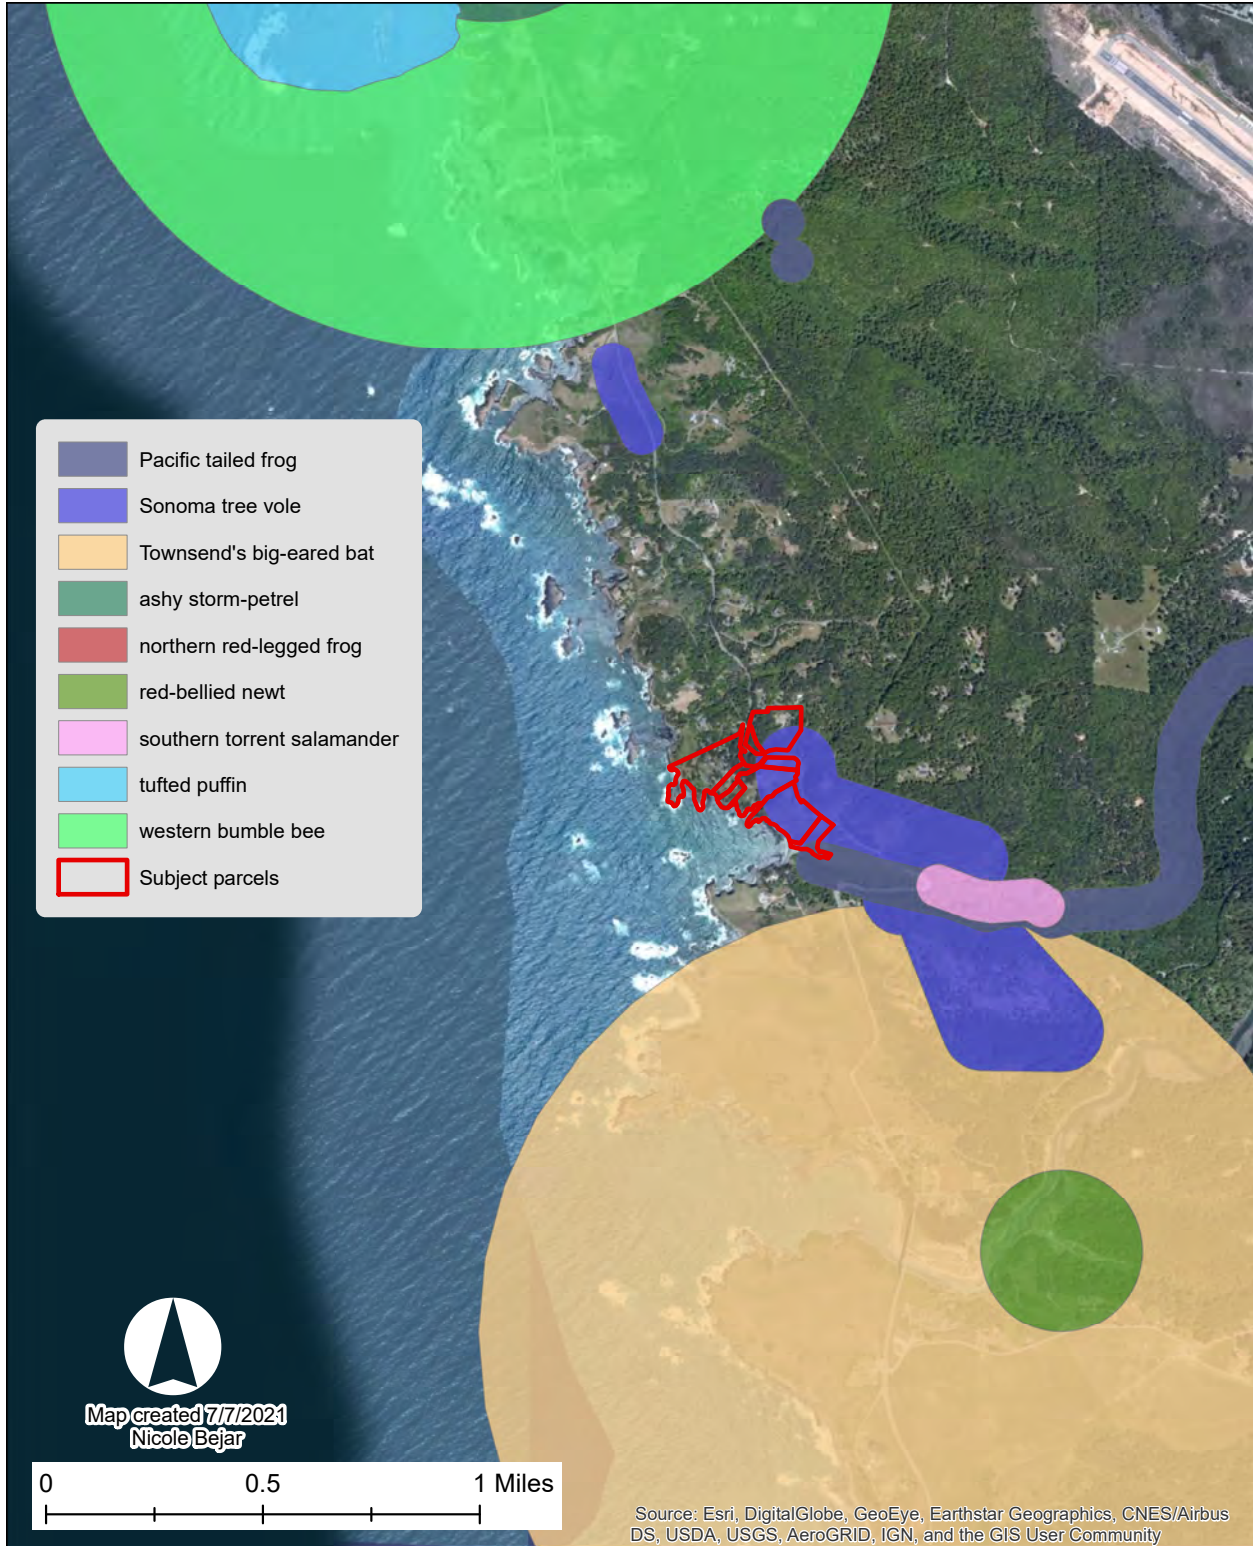 Pacific tailed frog
Sonoma tree vole
Townsend's big-eared bat
ashy storm-petrel
northern red-legged frog
red-bellied newt
southern torrent salamander
tufted puffin
western bumble bee
Subject parcels
Map created 7/7/2021
Nicole Bejar
0 0.5 1 Miles
Source: Esri, DigitalGlobe, GeoEye, Earthstar Geographics, CNES/Airbus
DS, USDA, USGS, AeroGRID, IGN, and the GIS User Community